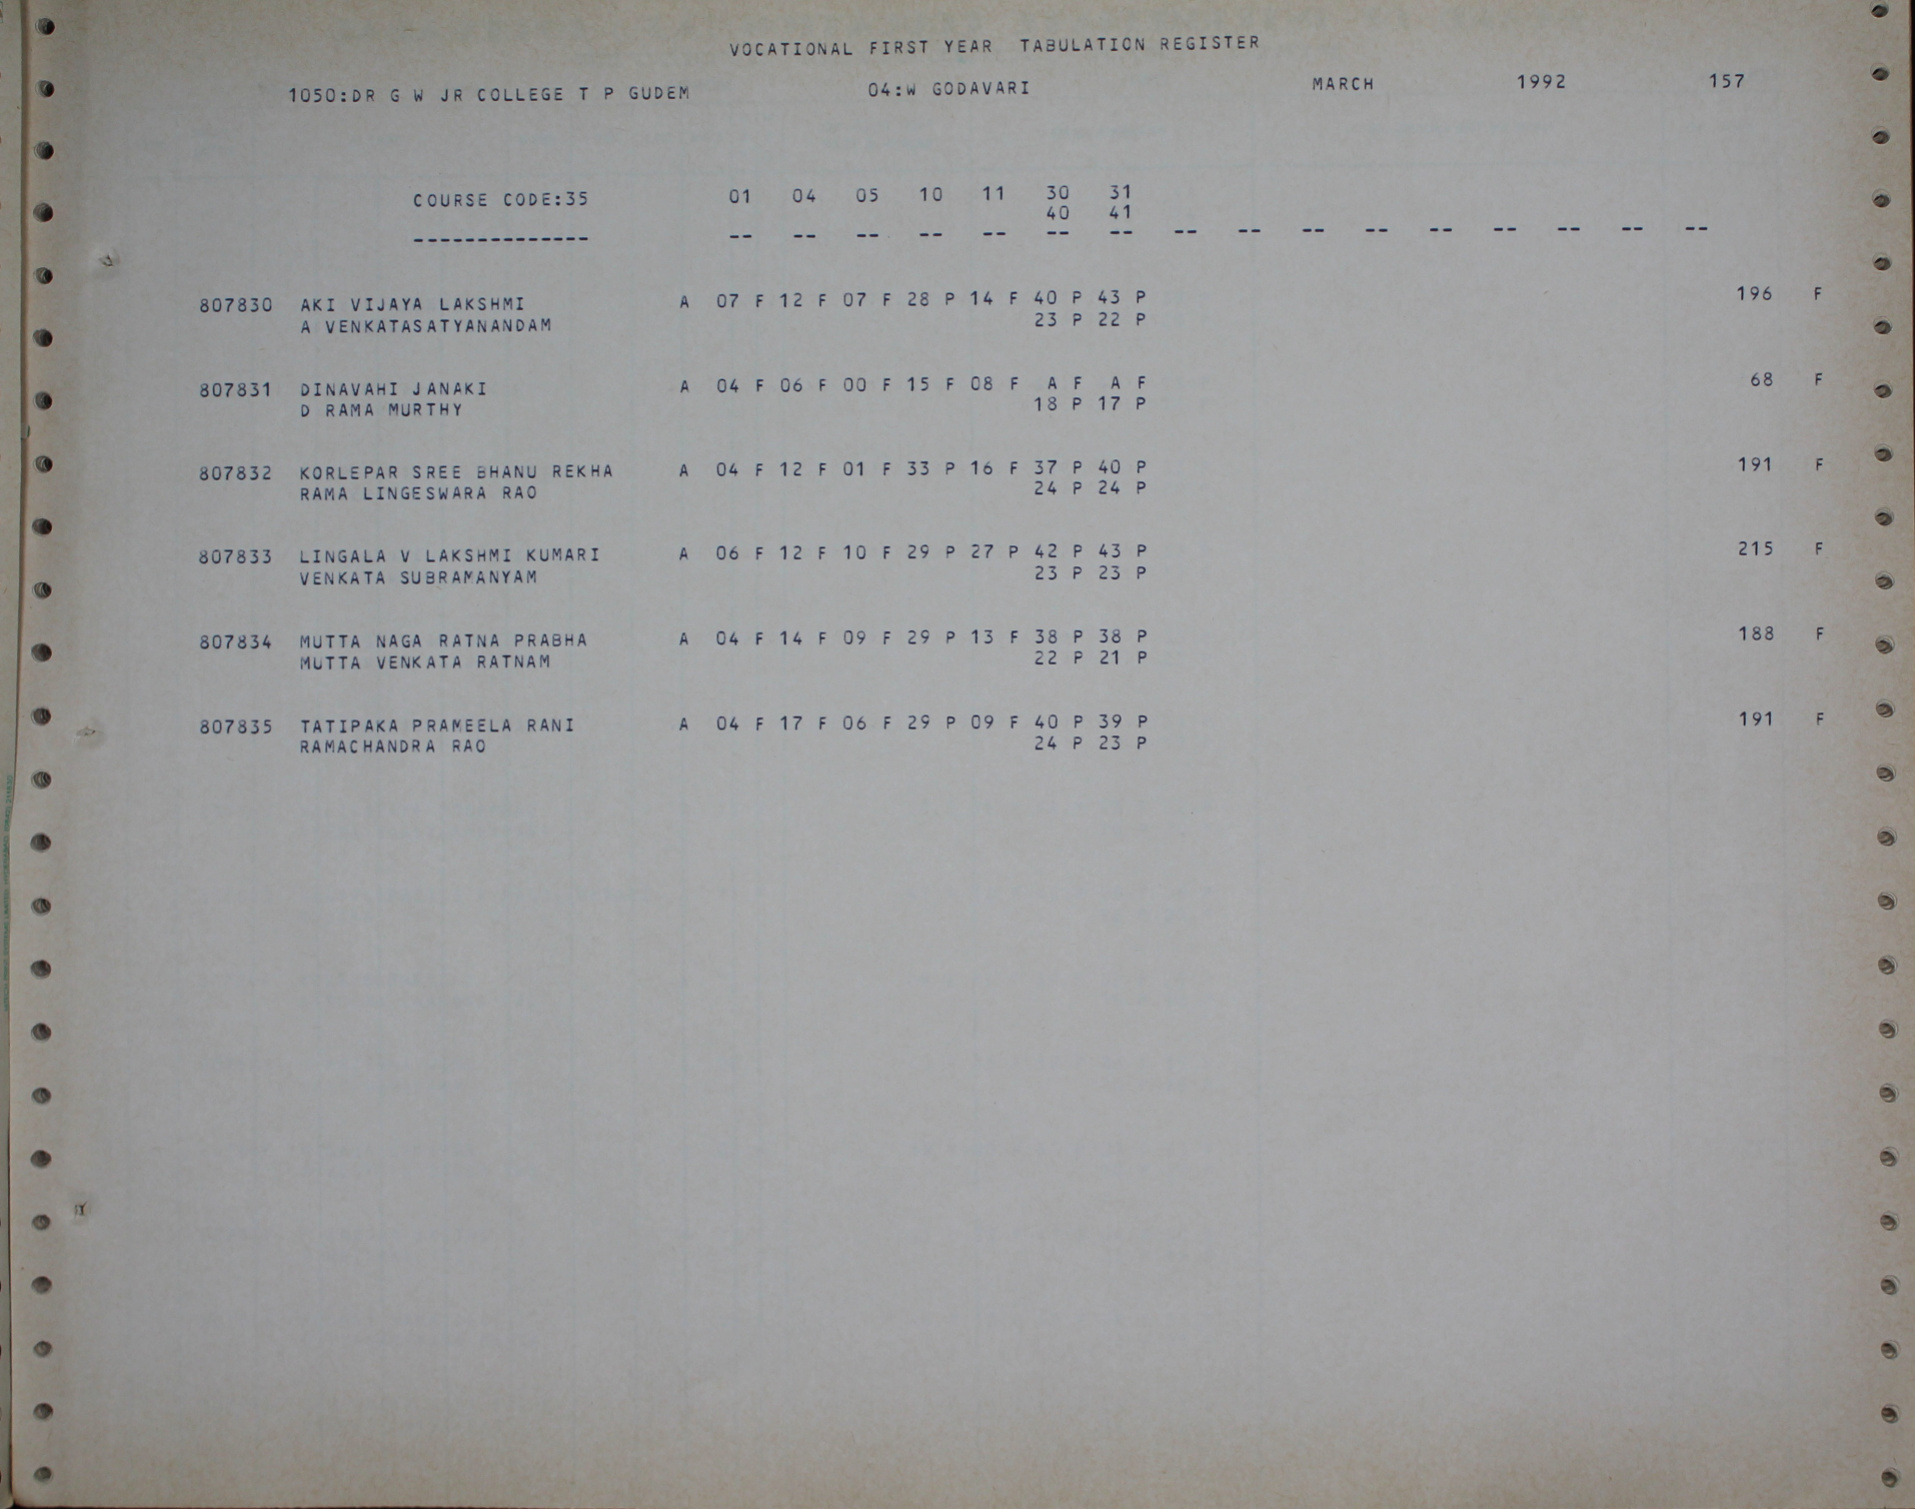 VOCATIONAL FIRST YEAR TABULATION REGISTER
1050:DR G W JR COLLEGE T P GUDEM 04:W GODAVARI MARCH 1992 157
COURSE CODE:35 01 04 05 10 11 30 31
40 41
-------------- -- -- -- -- -- -- -- -- -- -- -- -- -- -- -- --
807830 AKI VIJAYA LAKSHMI A 07 F 12 F 07 F 28 P 14 F 40 P 43 P 196 F
A VENKATASATYANANDAM 23 P 22 P
807831 DINAVAHI JANAKI A 04 F 06 F 00 F 15 F 08 F A F A F 68 F
D RAMA MURTHY 18 P 17 P
807832 KORLEPAR SREE BHANU REKHA A 04 F 12 F 01 F 33 P 16 F 37 P 40 P 191 F
RAMA LINGESWARA RAO 24 P 24 P
807833 LINGALA V LAKSHMI KUMARI A 06 F 12 F 10 F 29 P 27 P 42 P 43 P 215 F
VENKATA SUBRAMANYAM 23 P 23 P
807834 MUTTA NAGA RATNA PRABHA A 04 F 14 F 09 F 29 P 13 F 38 P 38 P 188 F
MUTTA VENKATA RATNAM 22 P 21 P
807835 TATIPAKA PRAMEELA RANI A 04 F 17 F 06 F 29 P 09 F 40 P 39 P 191 F
RAMACHANDRA RAO 24 P 23 P